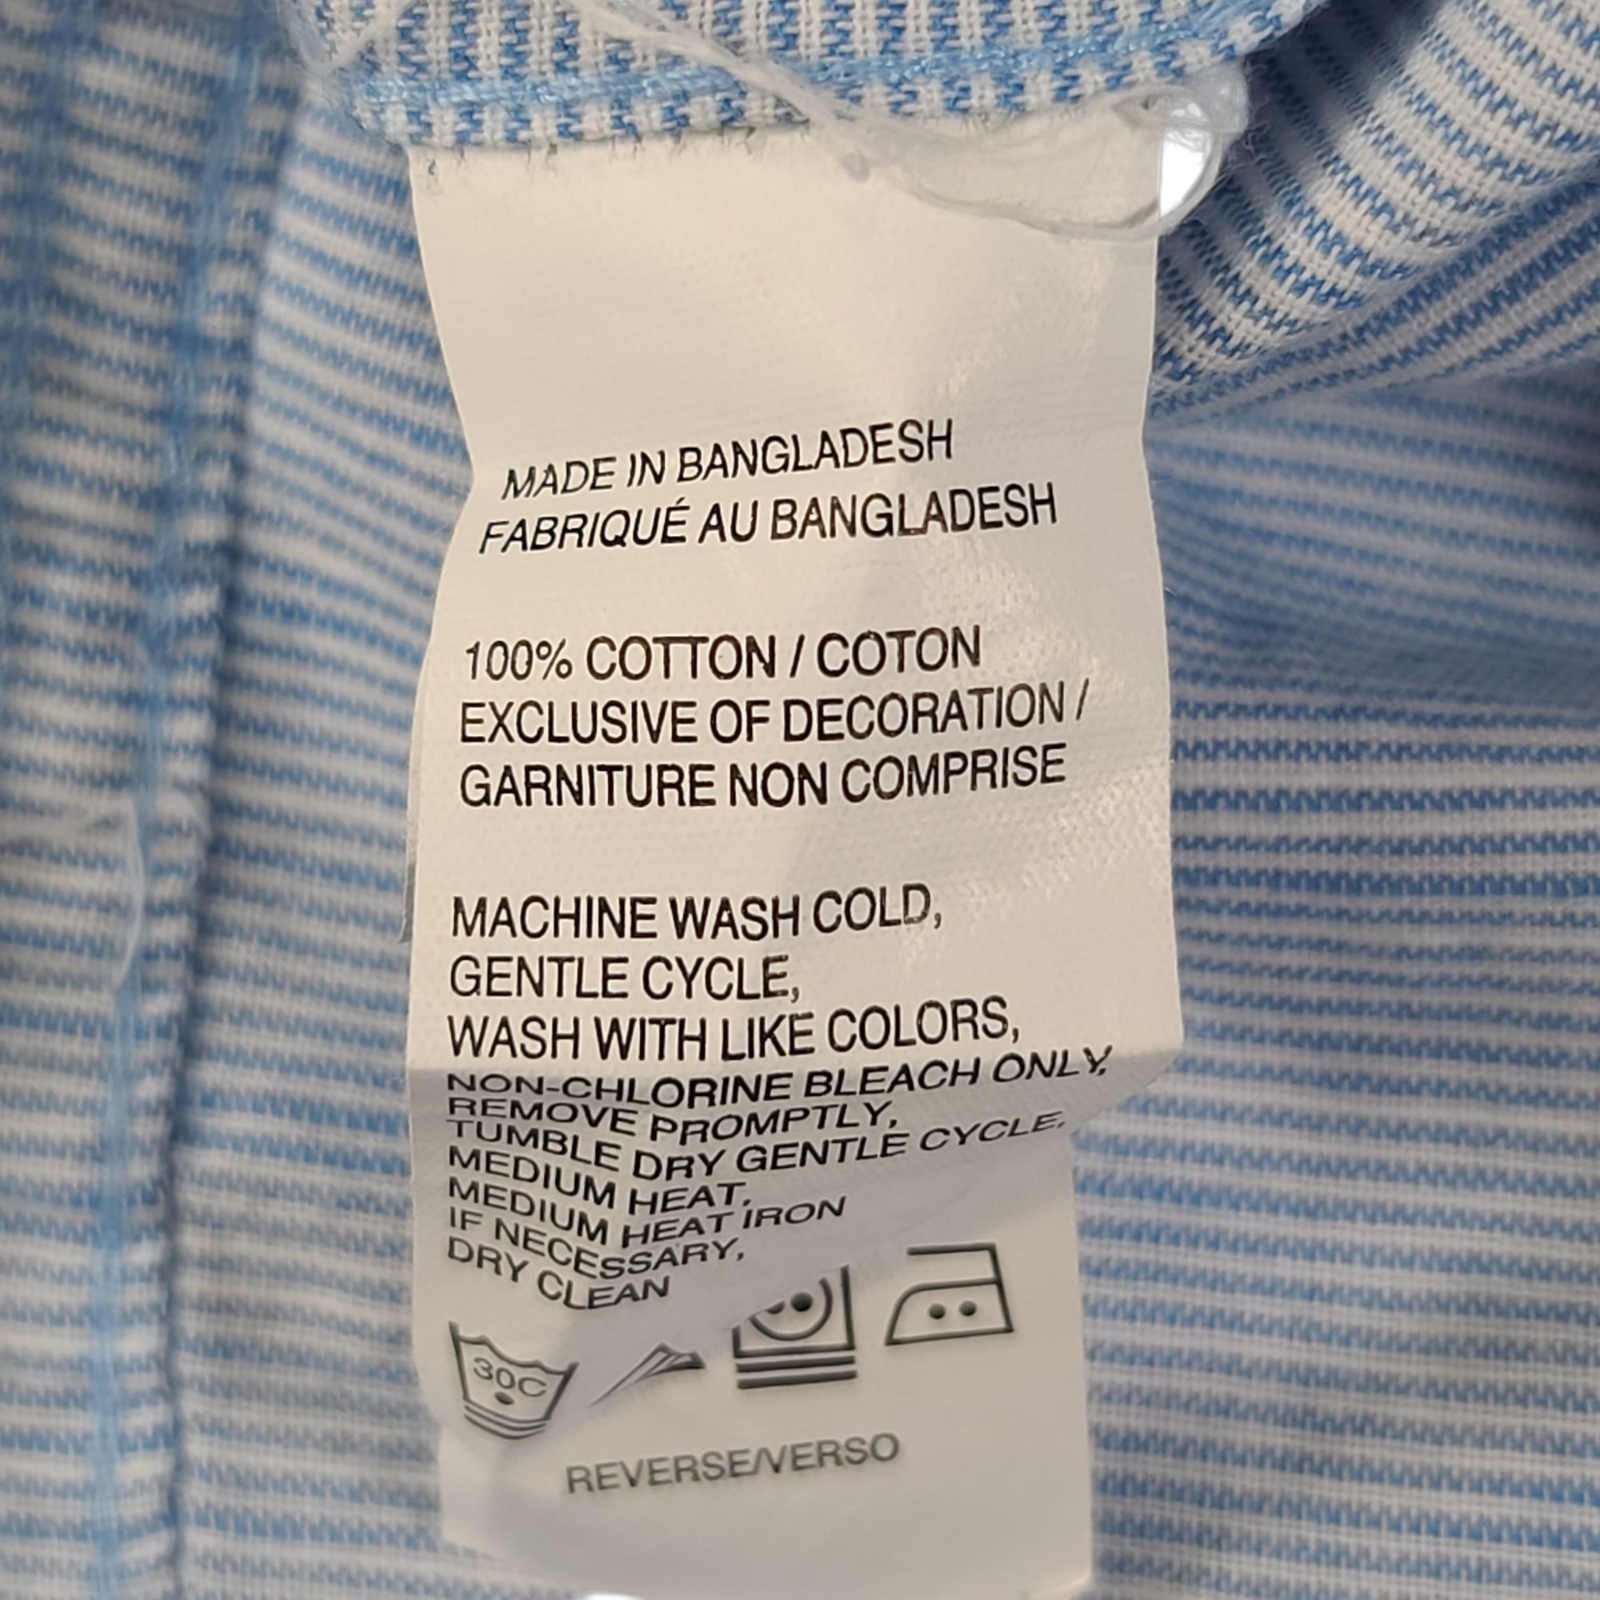 MADE IN BANGLADESH
FABRIQUÉ AU BANGLADESH
100% COTTON / COTON
EXCLUSIVE OF DECORATION /
GARNITURE NON COMPRISE
MACHINE WASH COLD,
GENTLE CYCLE,
WASH WITH LIKE COLORS,
NON-CHLORINE BLEACH ONLY,
REMOVE PROMPTLY,
TUMBLE DRY GENTLE CYCLE,
MEDIUM HEAT,
MEDIUM HEAT IRON
IF NECESSARY,
DRY CLEAN
30C
REVERSE/VERSO